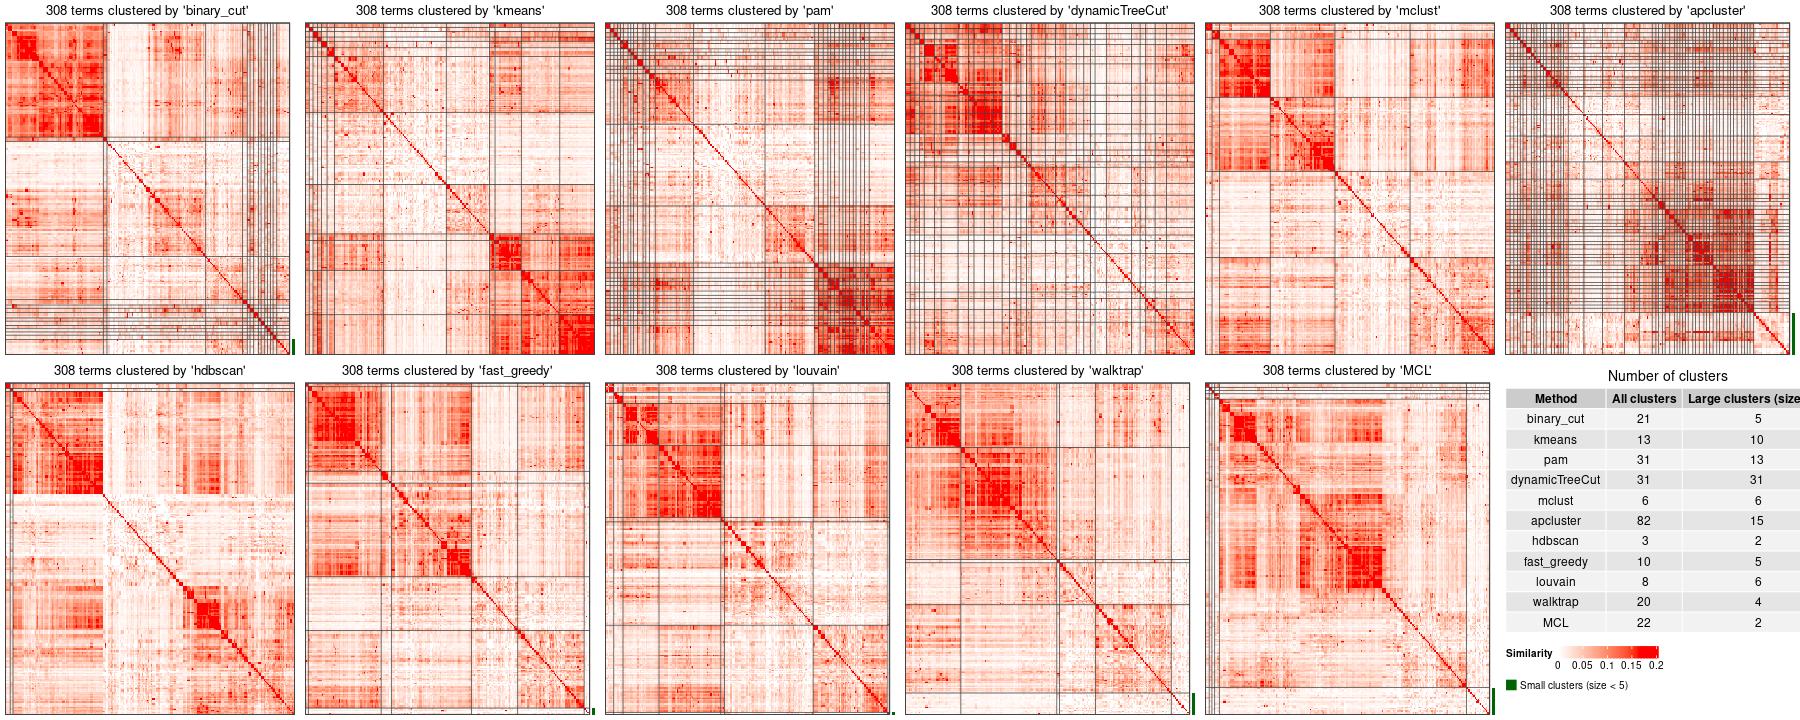 308 terms clustered by 'binary_cut'
308 terms clustered by 'kmeans'
308 terms clustered by 'pam'
308 terms clustered by 'dynamicTreeCut'
308 terms clustered by 'mclust'
308 terms clustered by 'apcluster'
308 terms clustered by 'hdbscan'
308 terms clustered by 'fast_greedy'
308 terms clustered by 'louvain'
308 terms clustered by 'walktrap'
308 terms clustered by 'MCL'
Number of clusters
Method All clusters Large clusters (size
binary_cut 21 5
kmeans 13 10
pam 31 13
dynamicTreeCut 31 31
mclust 6 6
apcluster 82 15
hdbscan 3 2
fast_greedy 10 5
louvain 8 6
walktrap 20 4
MCL 22 2
Similarity
0 0.05 0.1 0.15 0.2
Small clusters (size < 5)